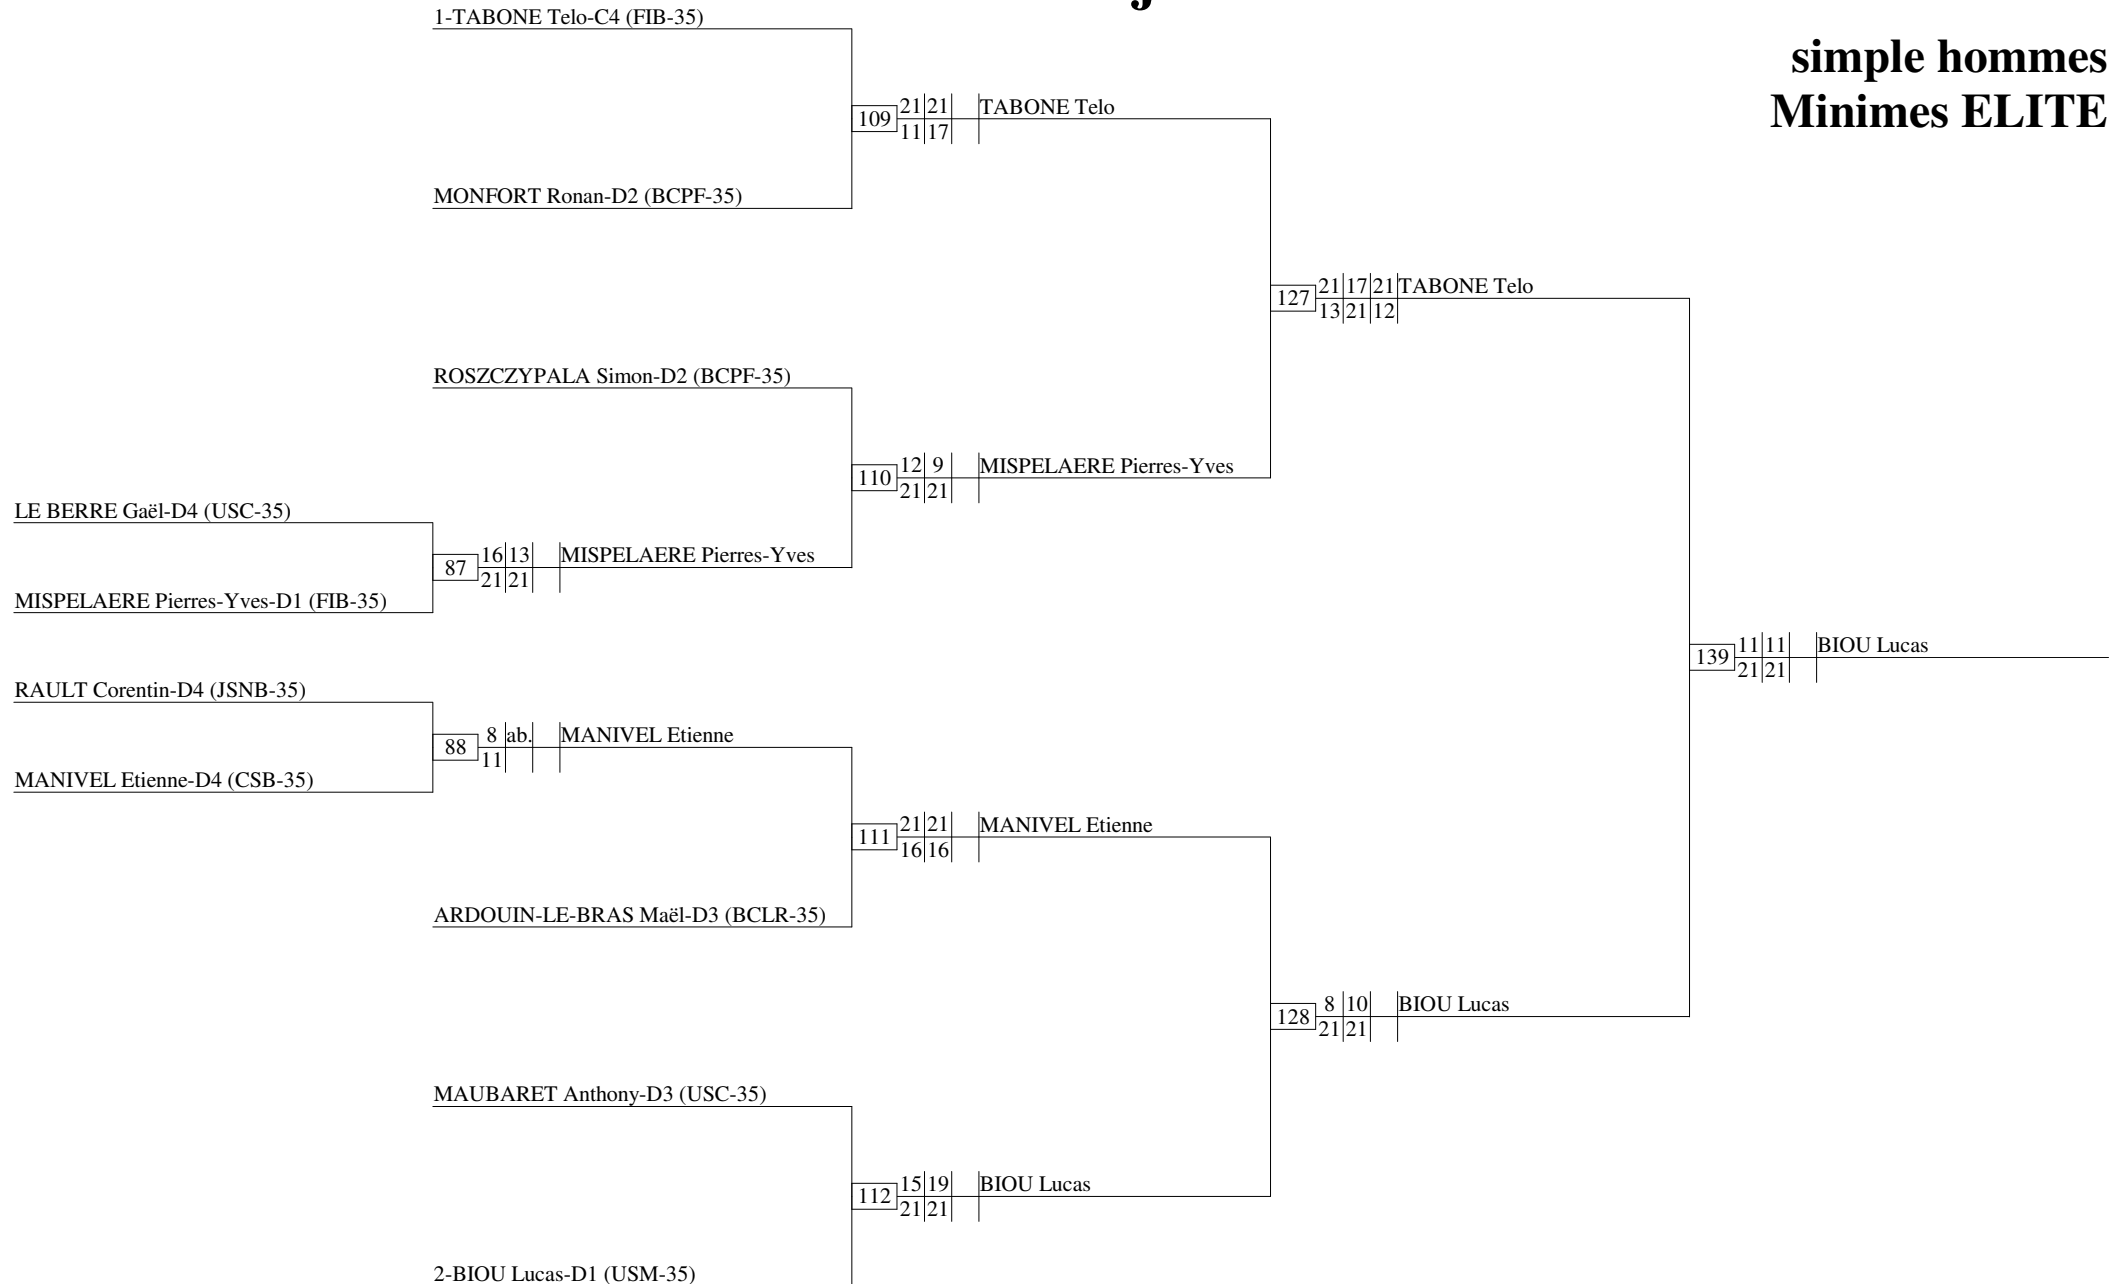 1-TABONE Telo-C4 (FIB-35)
simple hommes
Minimes ELITE
21 21 TABONE Telo
109
11 17
MONFORT Ronan-D2 (BCPF-35)
21 17 21 TABONE Telo
127
13 21 12
ROSZCZYPALA Simon-D2 (BCPF-35)
12 9 MISPELAERE Pierres-Yves
110
21 21
LE BERRE Gaël-D4 (USC-35)
16 13 MISPELAERE Pierres-Yves
87
21 21
MISPELAERE Pierres-Yves-D1 (FIB-35)
11 11 BIOU Lucas
139
21 21
RAULT Corentin-D4 (JSNB-35)
8 ab. MANIVEL Etienne
88
11
MANIVEL Etienne-D4 (CSB-35)
21 21 MANIVEL Etienne
111
16 16
ARDOUIN-LE-BRAS Maël-D3 (BCLR-35)
8 10 BIOU Lucas
128
21 21
MAUBARET Anthony-D3 (USC-35)
15 19 BIOU Lucas
112
21 21
2-BIOU Lucas-D1 (USM-35)